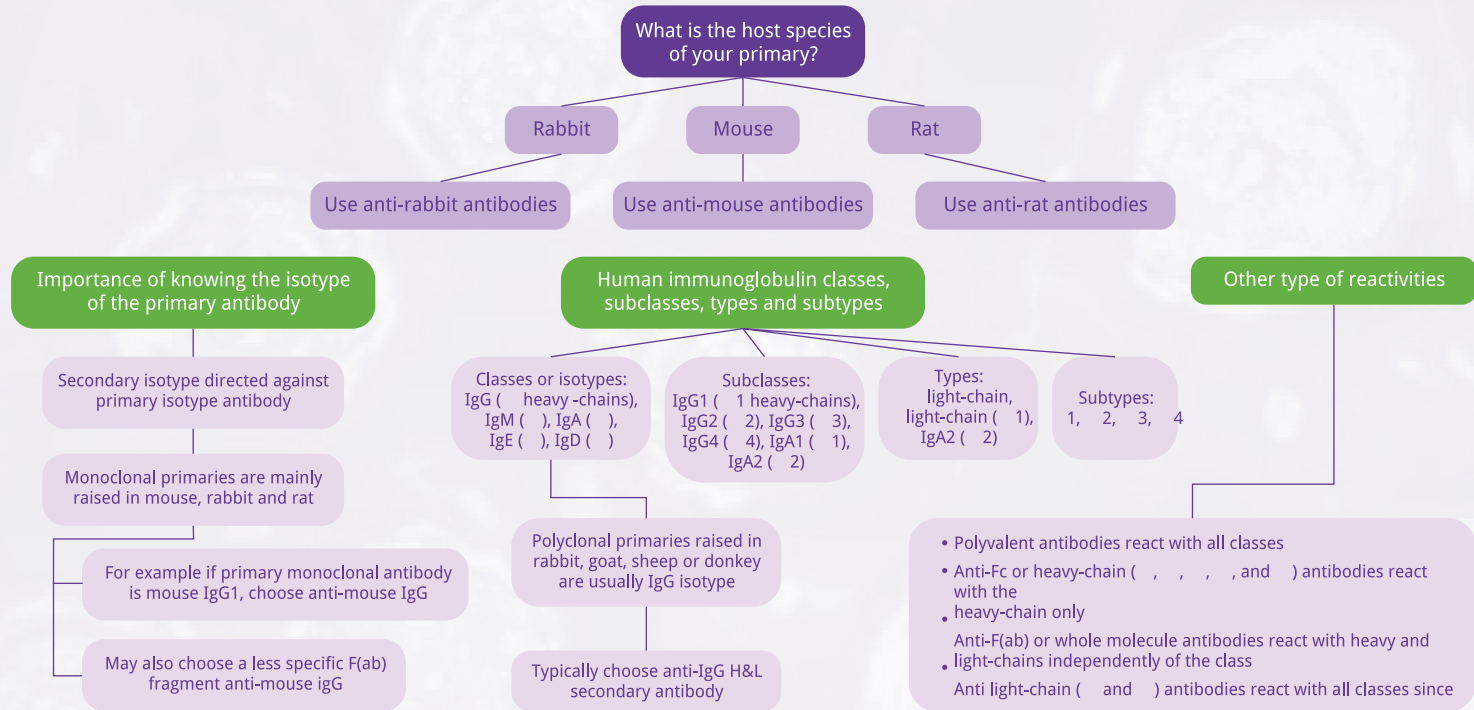 What is the host species
of your primary?
Rabbit
Mouse
Rat
Use anti-rabbit antibodies
Use anti-mouse antibodies
Use anti-rat antibodies
Importance of knowing the isotype
of the primary antibody
Secondary isotype directed against
primary isotype antibody
Monoclonal primaries are mainly
raised in mouse, rabbit and rat
For example if primary monoclonal antibody
is mouse IgG1, choose anti-mouse IgG
May also choose a less specific F(ab)
fragment anti-mouse igG
Human immunoglobulin classes,
subclasses, types and subtypes
Classes or isotypes:
IgG (    heavy -chains),
IgM (    ), IgA (    ),
IgE (    ), IgD (    )
Subclasses:
IgG1 (    1 heavy-chains),
IgG2 (    2), IgG3 (    3),
IgG4 (    4), IgA1 (    1),
IgA2 (    2)
Types:
light-chain,
light-chain (    1),
IgA2 (    2)
Subtypes:
1,    2,    3,    4
Polyclonal primaries raised in
rabbit, goat, sheep or donkey
are usually IgG isotype
Typically choose anti-IgG H&L
secondary antibody
Other type of reactivities
• Polyvalent antibodies react with all classes
• Anti-Fc or heavy-chain (    ,    ,    ,    , and    ) antibodies react
with the
• heavy-chain only
Anti-F(ab) or whole molecule antibodies react with heavy and
• light-chains independently of the class
Anti light-chain (    and    ) antibodies react with all classes since